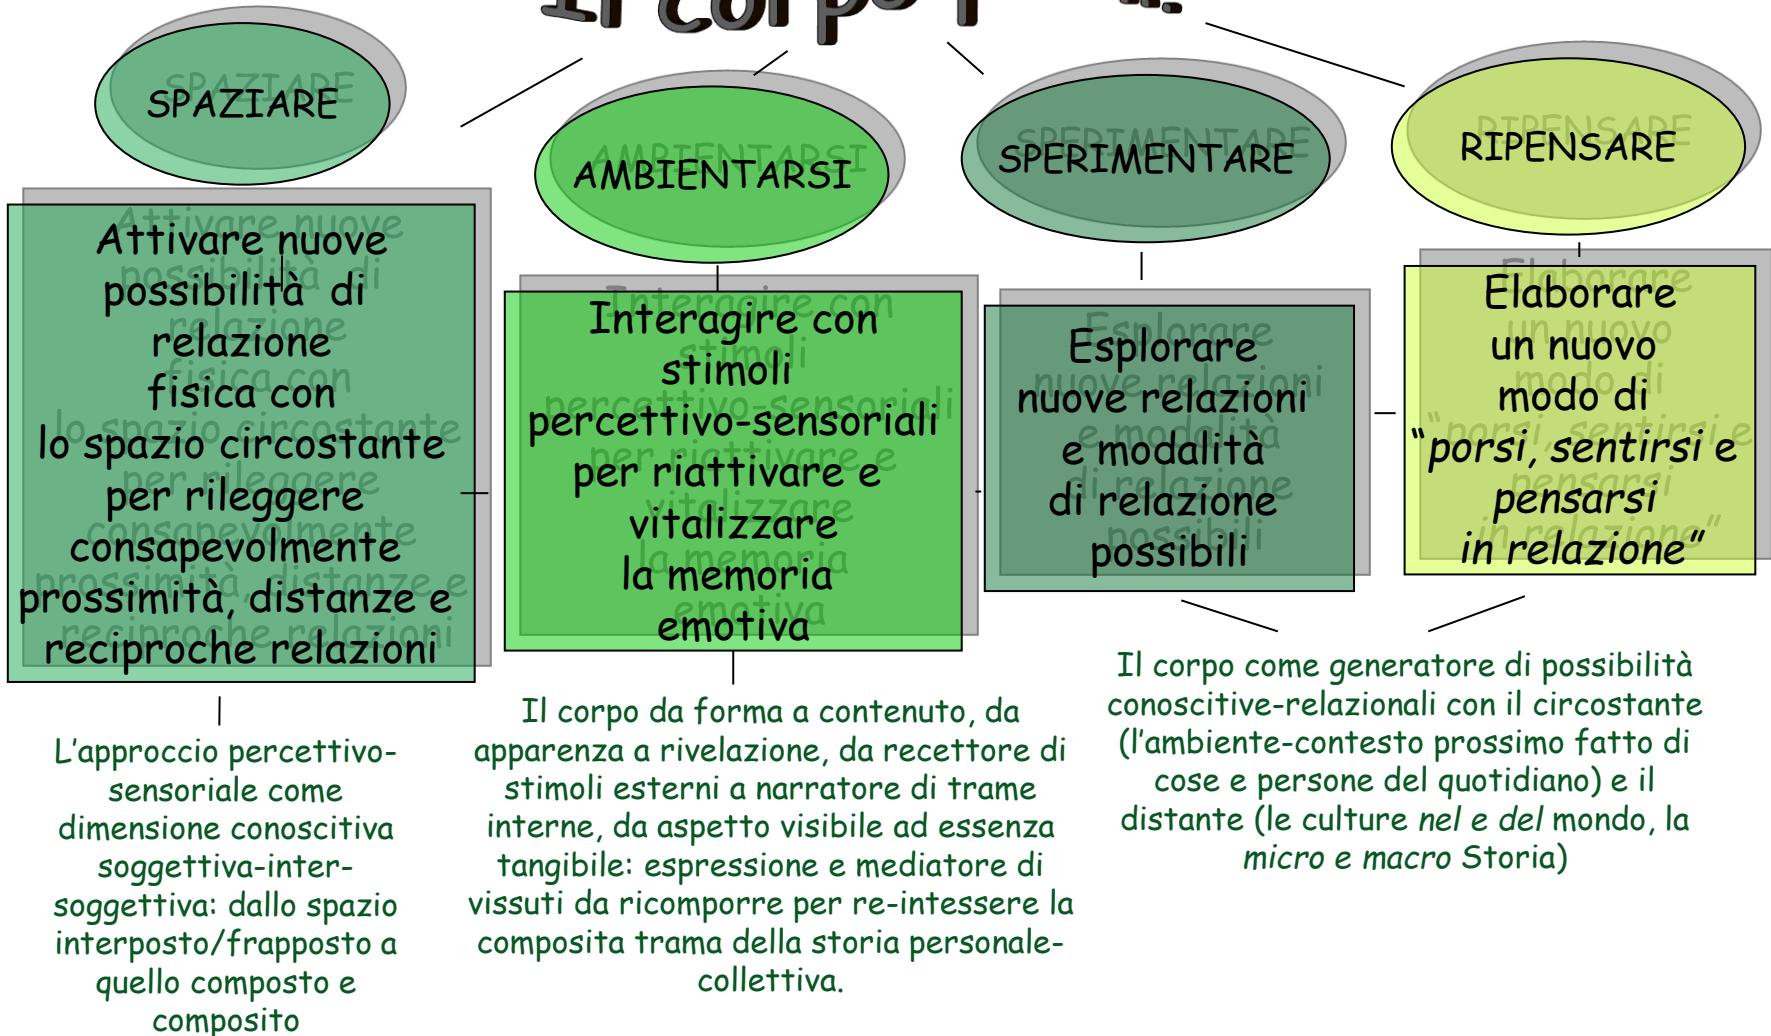 Il corpo
SPAZIARE
AMBIENTARSI
SPERIMENTARE
RIPENSARE
Attivare nuove
possibilità di
relazione
fisica con
lo spazio circostante
per rileggere
consapevolmente
prossimità, distanze e
reciproche relazioni
Interagire con
stimoli
percettivo-sensoriali
per riattivare e
vitalizzare
la memoria
emotiva
Esplorare
nuove relazioni
e modalità
di relazione
possibili
Elaborare
un nuovo
modo di
“porsi, sentirsi e
pensarsi
in relazione”
L’approccio percettivo-
sensoriale come
dimensione conoscitiva
soggettiva-inter-
soggettiva: dallo spazio
interposto/frapposto a
quello composto e
composito
Il corpo da forma a contenuto, da
apparenza a rivelazione, da recettore di
stimoli esterni a narratore di trame
interne, da aspetto visibile ad essenza
tangibile: espressione e mediatore di
vissuti da ricomporre per re-intessere la
composita trama della storia personale-
collettiva.
Il corpo come generatore di possibilità
conoscitive-relazionali con il circostante
(l’ambiente-contesto prossimo fatto di
cose e persone del quotidiano) e il
distante (le culture nel e del mondo, la
micro e macro Storia)